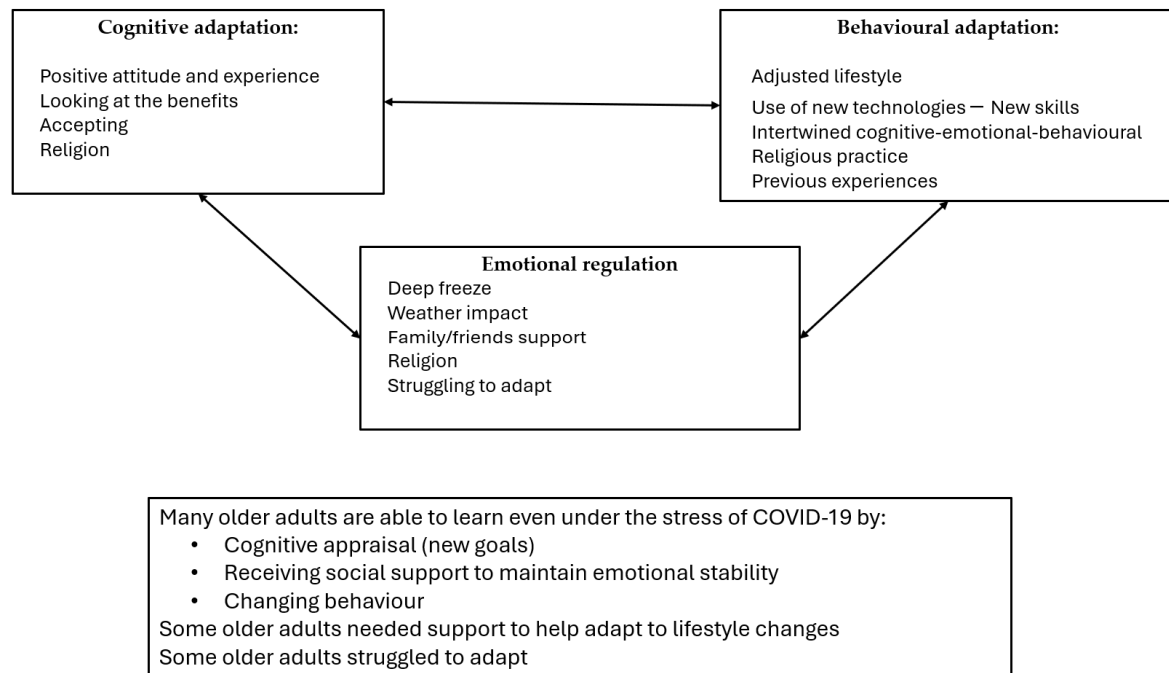 Cognitive adaptation:
Positive attitude and experience
Looking at the benefits
Accepting
Religion
Behavioural adaptation:
Adjusted lifestyle
Use of new technologies — New skills
Intertwined cognitive-emotional-behavioural
Religious practice
Previous experiences
Emotional regulation
Deep freeze
Weather impact
Family/friends support
Religion
Struggling to adapt
Many older adults are able to learn even under the stress of COVID-19 by:
• Cognitive appraisal (new goals)
• Receiving social support to maintain emotional stability
• Changing behaviour
Some older adults needed support to help adapt to lifestyle changes
Some older adults struggled to adapt